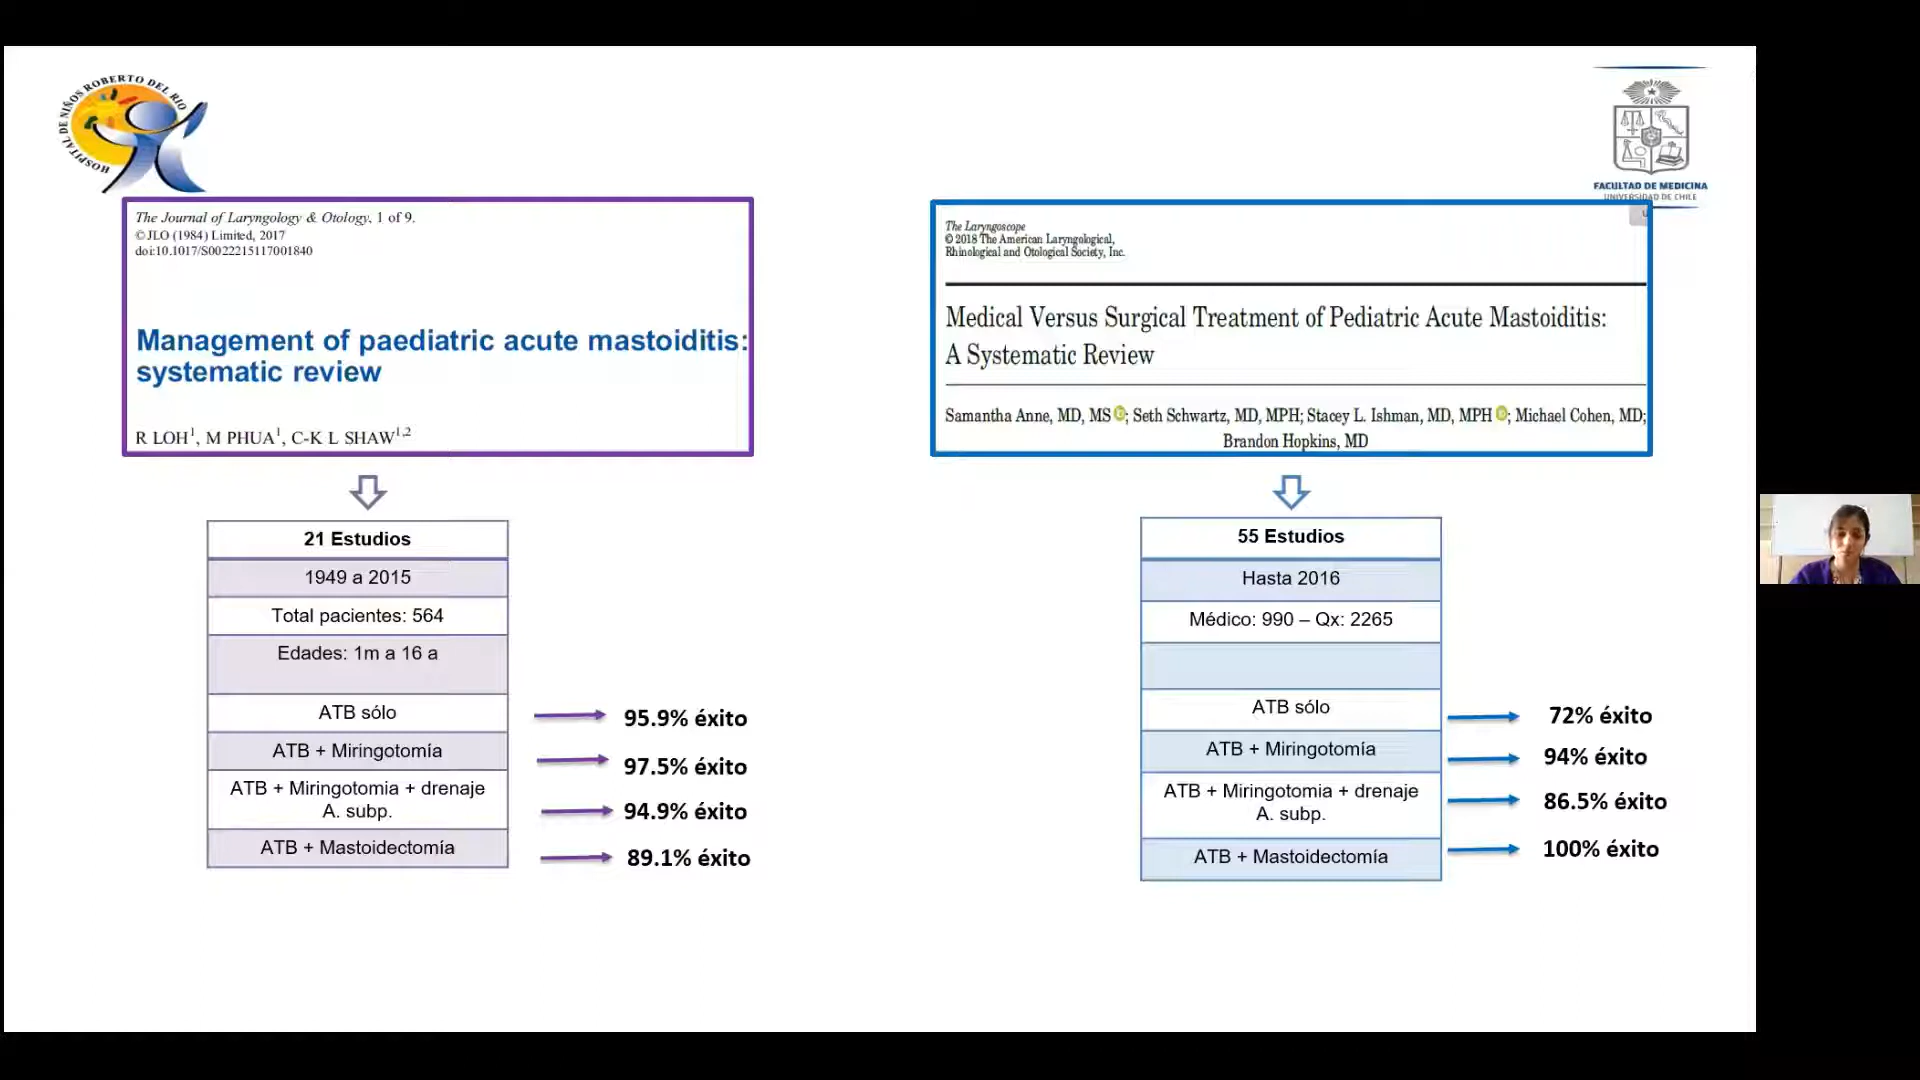 HOSPITAL DE NIÑOS ROBERTO DEL RIO
FACULTAD DE MEDICINA
UNIVERSIDAD DE CHILE
The Journal of Laryngology & Otology, 1 of 9.
© JLO (1984) Limited, 2017
doi:10.1017/S0022215117001840
Management of paediatric acute mastoiditis:
systematic review
R LOH¹, M PHUA¹, C-K L SHAW¹,²
21 Estudios
1949 a 2015
Total pacientes: 564
Edades: 1m a 16 a
ATB sólo
95.9% éxito
ATB + Miringotomía
97.5% éxito
ATB + Miringotomia + drenaje
A. subp.
94.9% éxito
ATB + Mastoidectomía
89.1% éxito
The Laryngoscope
© 2018 The American Laryngological,
Rhinological and Otological Society, Inc.
Medical Versus Surgical Treatment of Pediatric Acute Mastoiditis:
A Systematic Review
Samantha Anne, MD, MS; Seth Schwartz, MD, MPH; Stacey L. Ishman, MD, MPH; Michael Cohen, MD;
Brandon Hopkins, MD
55 Estudios
Hasta 2016
Médico: 990 – Qx: 2265
ATB sólo
72% éxito
ATB + Miringotomía
94% éxito
ATB + Miringotomia + drenaje
A. subp.
86.5% éxito
ATB + Mastoidectomía
100% éxito